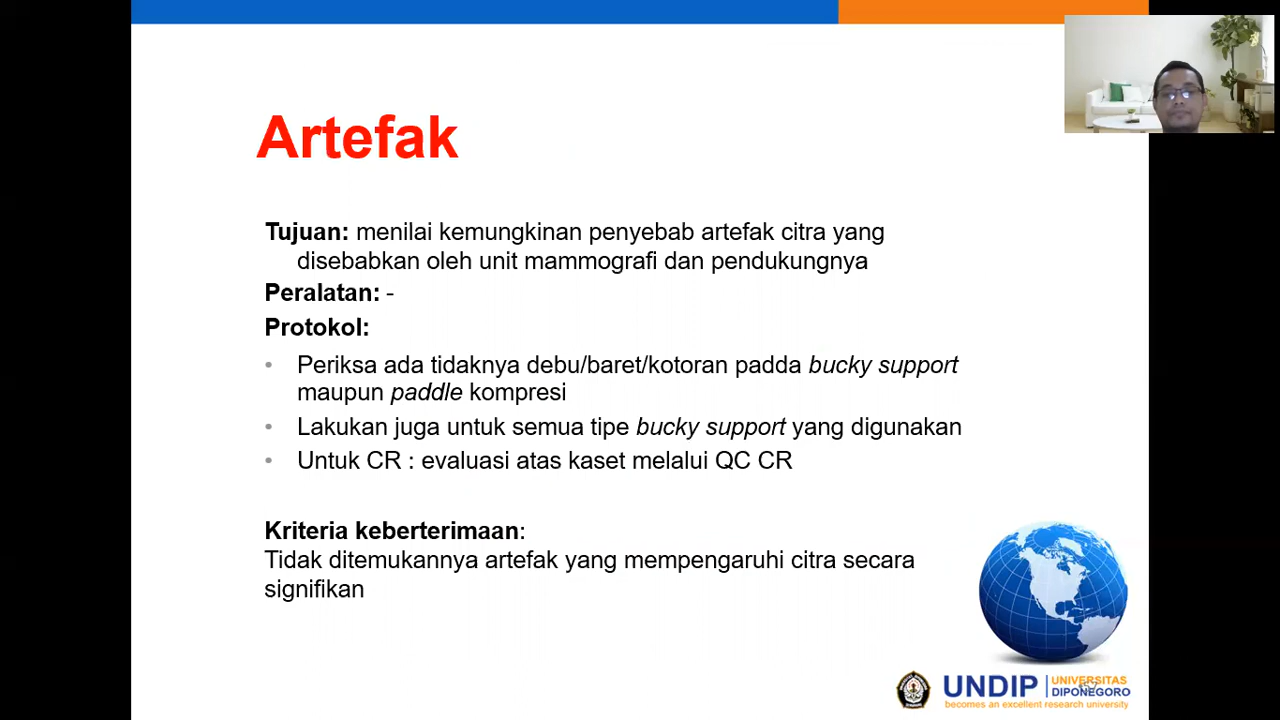 Artefak
Tujuan: menilai kemungkinan penyebab artefak citra yang
disebabkan oleh unit mammografi dan pendukungnya
Peralatan: -
Protokol:
• Periksa ada tidaknya debu/baret/kotoran padda bucky support
maupun paddle kompresi
• Lakukan juga untuk semua tipe bucky support yang digunakan
• Untuk CR : evaluasi atas kaset melalui QC CR
Kriteria keberterimaan:
Tidak ditemukannya artefak yang mempengaruhi citra secara
signifikan
UNDIP UNIVERSITAS
DIPONEGORO
becomes an excellent research university